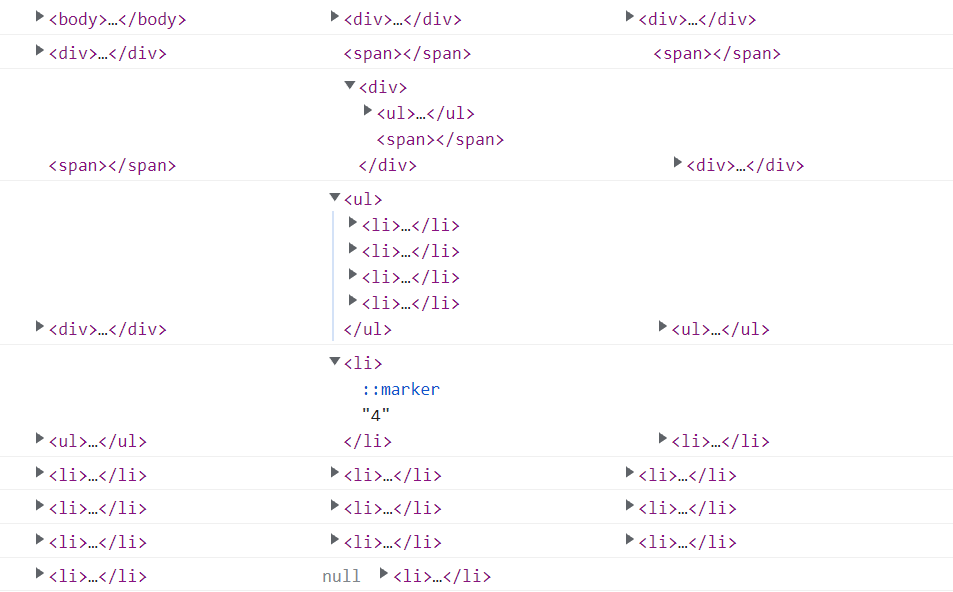 ▶<body>…</body> ▶<div>…</div> ▶<div>…</div>
▶<div>…</div> <span></span> <span></span>
▼<div>
▶<ul>…</ul>
<span></span>
<span></span> </div> ▶<div>…</div>
▼<ul>
▶<li>…</li>
▶<li>…</li>
▶<li>…</li>
▶<li>…</li>
▶<div>…</div> </ul> ▶<ul>…</ul>
▼<li>
::marker
"4"
▶<ul>…</ul> </li> ▶<li>…</li>
▶<li>…</li> ▶<li>…</li> ▶<li>…</li>
▶<li>…</li> ▶<li>…</li> ▶<li>…</li>
▶<li>…</li> ▶<li>…</li> ▶<li>…</li>
▶<li>…</li> null ▶<li>…</li>